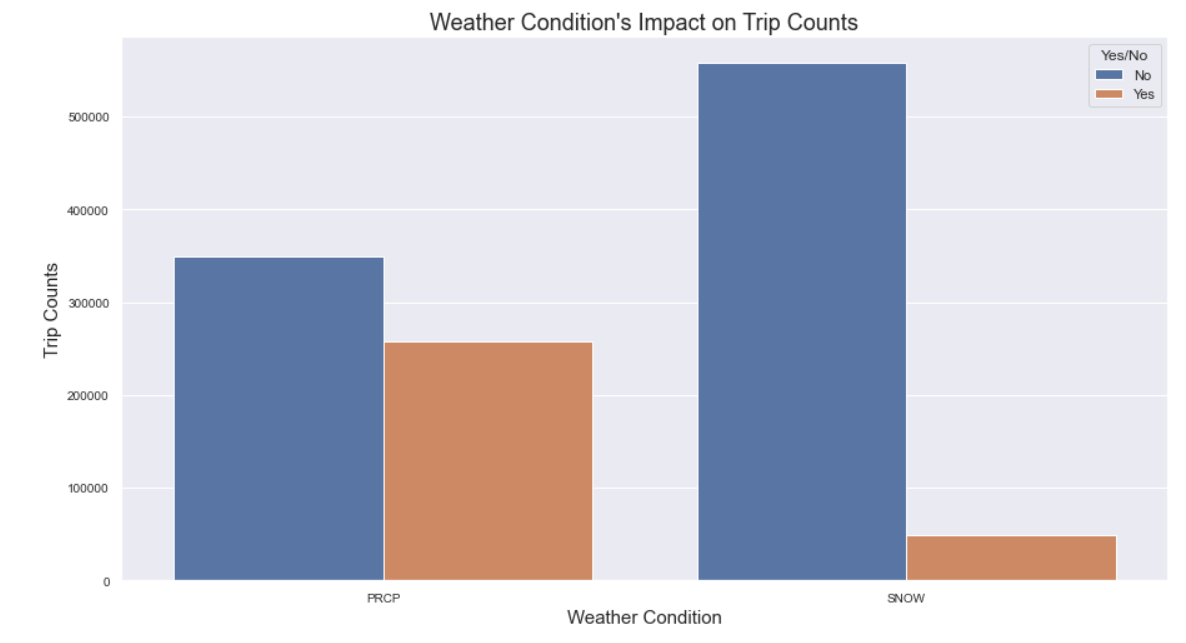 Weather Condition's Impact on Trip Counts
Yes/No
No
Yes
Trip Counts
500000
400000
300000
200000
100000
0
PRCP
SNOW
Weather Condition